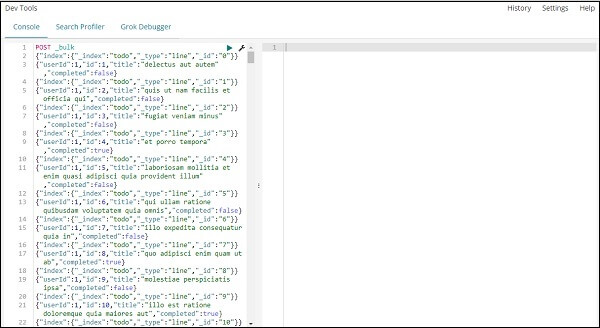 Dev Tools
History Settings Help
Console Search Profiler Grok Debugger
1 POST _bulk
1
2 {"index":{"_index":"todo","_type":"line","_id":"0"}}
3 {"userId":1,"id":1,"title":"delectus aut autem"
,"completed":false}
4 {"index":{"_index":"todo","_type":"line","_id":"1"}}
5 {"userId":1,"id":2,"title":"quis ut nam facilis et
officia qui","completed":false}
6 {"index":{"_index":"todo","_type":"line","_id":"2"}}
7 {"userId":1,"id":3,"title":"fugiat veniam minus"
,"completed":false}
8 {"index":{"_index":"todo","_type":"line","_id":"3"}}
9 {"userId":1,"id":4,"title":"et porro tempora"
,"completed":true}
10 {"index":{"_index":"todo","_type":"line","_id":"4"}}
11 {"userId":1,"id":5,"title":"laboriosam mollitia et
enim quasi adipisci quia provident illum"
,"completed":false}
12 {"index":{"_index":"todo","_type":"line","_id":"5"}}
13 {"userId":1,"id":6,"title":"qui ullam ratione
quibusdam voluptatem quia omnis","completed":false}
14 {"index":{"_index":"todo","_type":"line","_id":"6"}}
15 {"userId":1,"id":7,"title":"illo expedita consequatur
quia in","completed":false}
16 {"index":{"_index":"todo","_type":"line","_id":"7"}}
17 {"userId":1,"id":8,"title":"quo adipisci enim quam ut
ab","completed":true}
18 {"index":{"_index":"todo","_type":"line","_id":"8"}}
19 {"userId":1,"id":9,"title":"molestiae perspiciatis
ipsa","completed":false}
20 {"index":{"_index":"todo","_type":"line","_id":"9"}}
21 {"userId":1,"id":10,"title":"illo est ratione
doloremque quia maiores aut","completed":true}
22 {"index":{"_index":"todo","_type":"line","_id":"10"}}